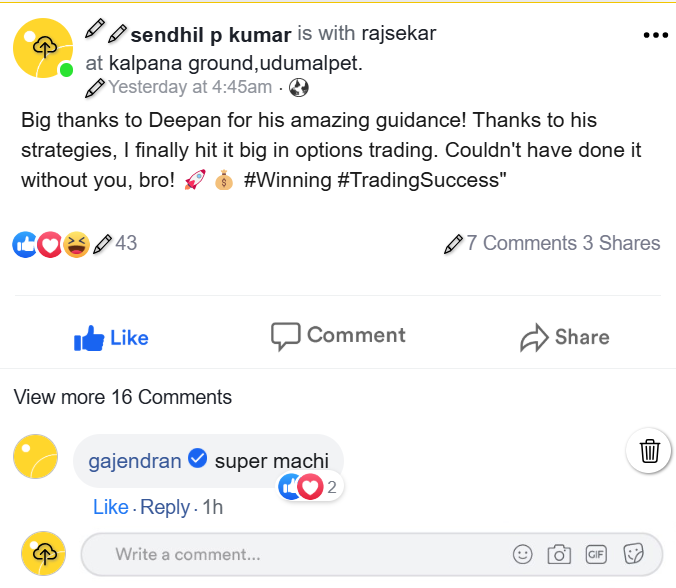 sendhil p kumar is with rajsekar
at kalpana ground,udumalpet.
Yesterday at 4:45am ·
Big thanks to Deepan for his amazing guidance! Thanks to his
strategies, I finally hit it big in options trading. Couldn't have done it
without you, bro! 🚀 💰 #Winning #TradingSuccess"
43 7 Comments 3 Shares
Like Comment Share
View more 16 Comments
gajendran super machi
2
Like · Reply · 1h
Write a comment... GIF